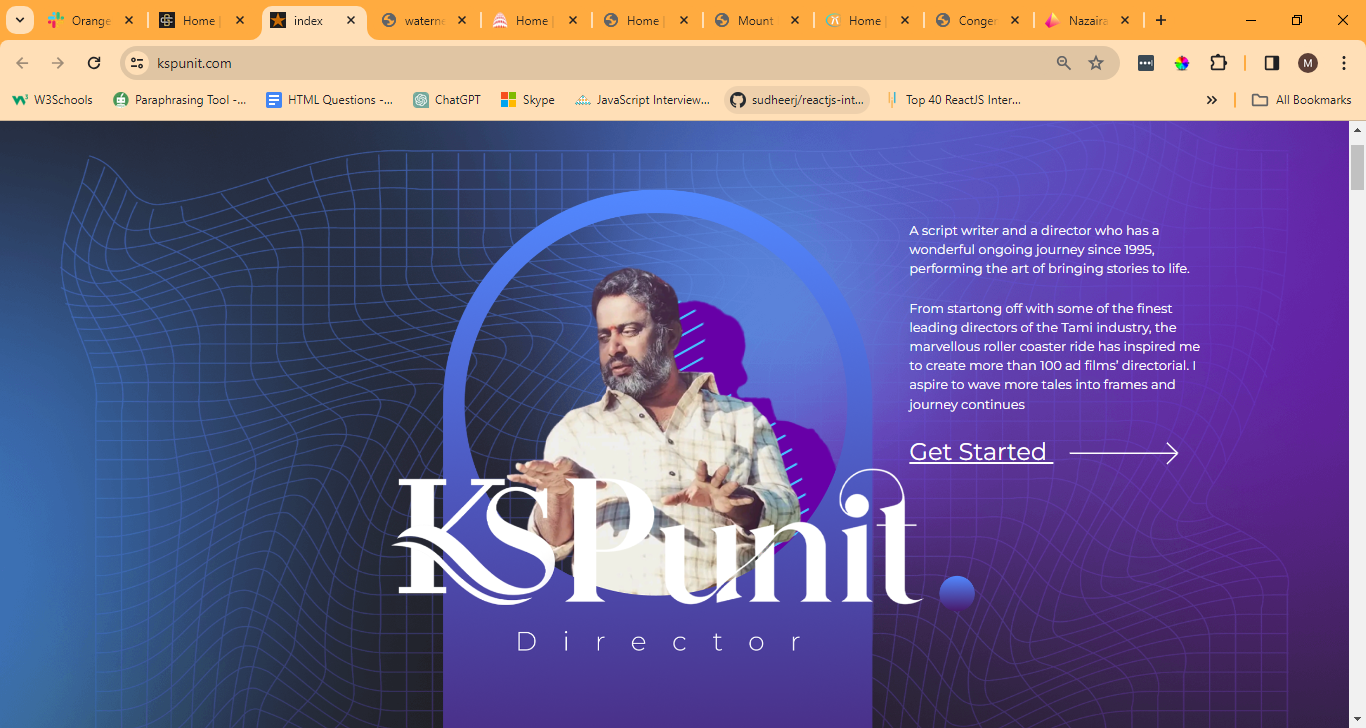 Orange
Home |
index
waterne
Home |
Home |
Mount
Home |
Conger
Nazaira
kspunit.com
M
W3Schools
Paraphrasing Tool -...
HTML Questions -...
ChatGPT
Skype
JavaScript Interview...
sudheerj/reactjs-int...
Top 40 ReactJS Inter...
All Bookmarks
A script writer and a director who has a
wonderful ongoing journey since 1995,
performing the art of bringing stories to life.
From startong off with some of the finest
leading directors of the Tami industry, the
marvellous roller coaster ride has inspired me
to create more than 100 ad films’ directorial. I
aspire to wave more tales into frames and
journey continues
Get Started
KSPunit
Director